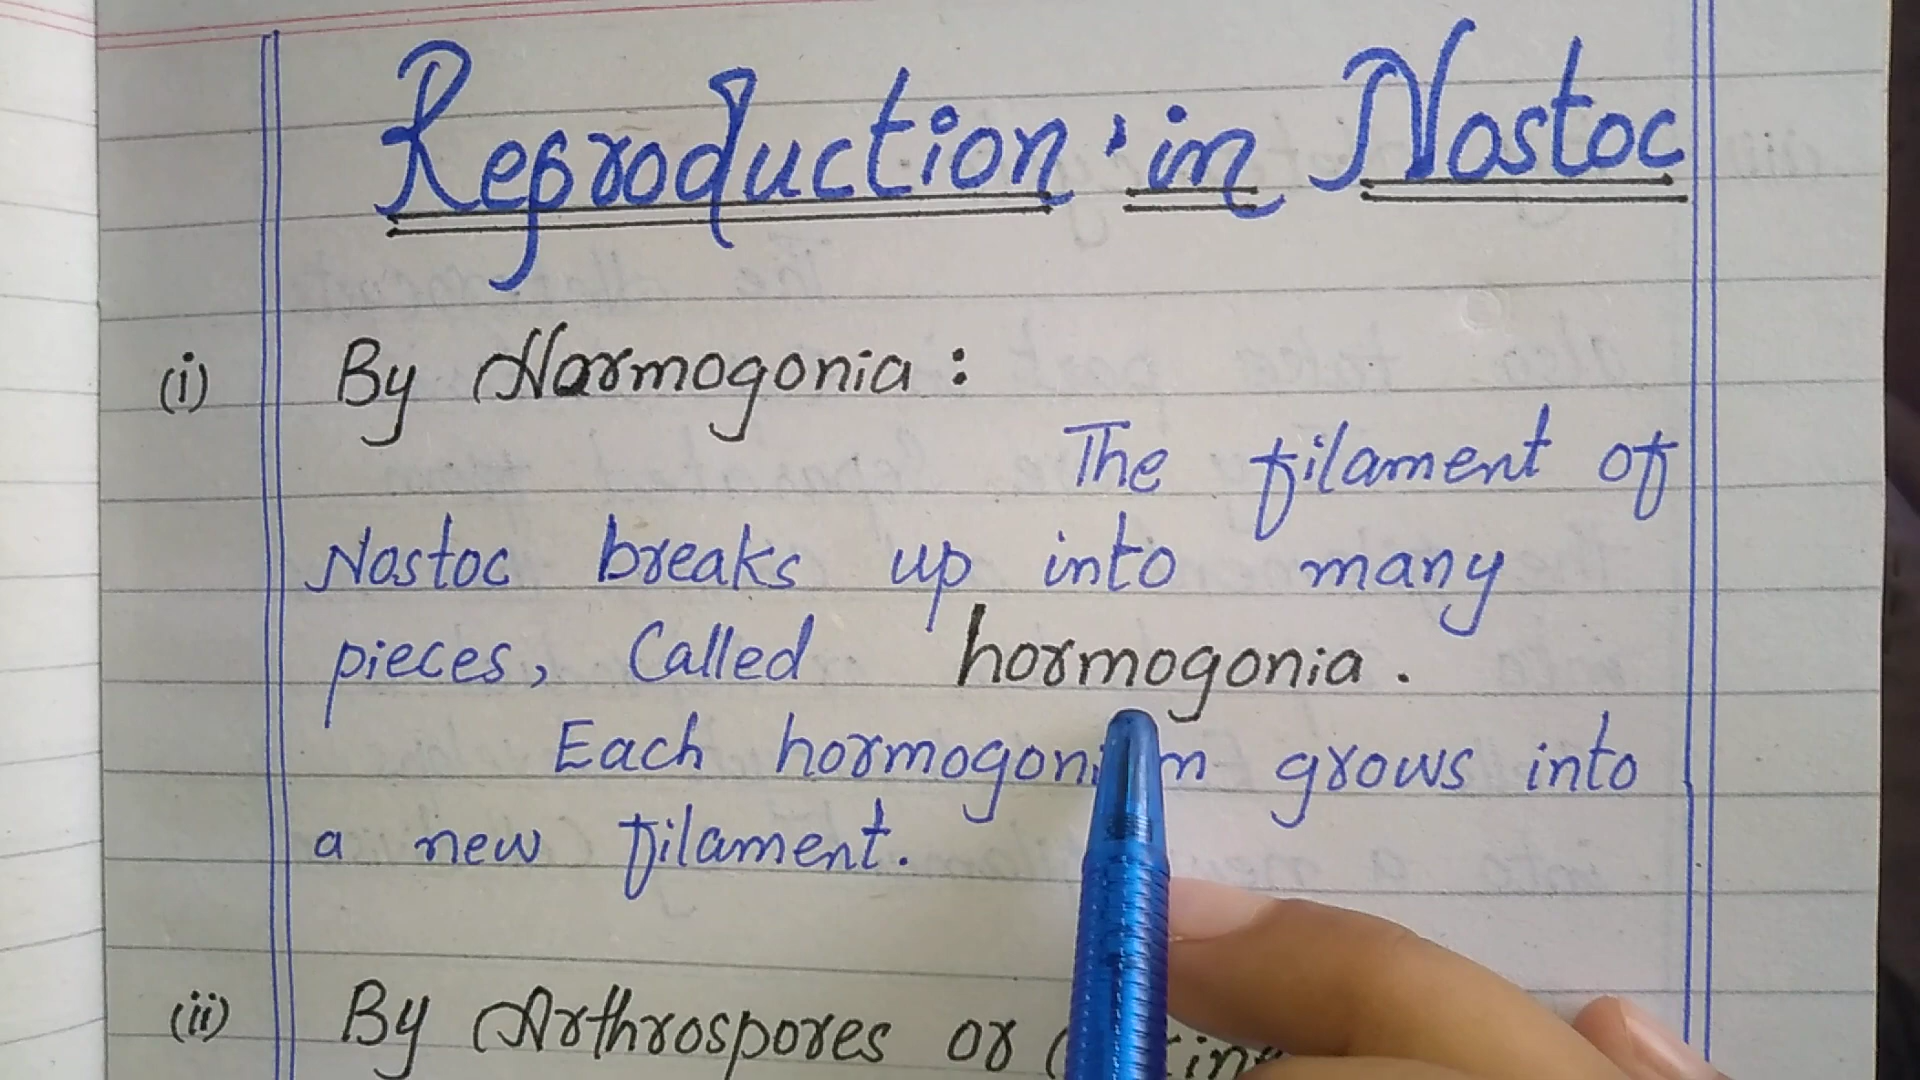 Reproduction in Nostoc
(i) By Hormogonia :
The filament of
Nostoc breaks up into many
pieces, Called hormogonia.
Each grows into
a new filament.
(ii) By Arthrospores or